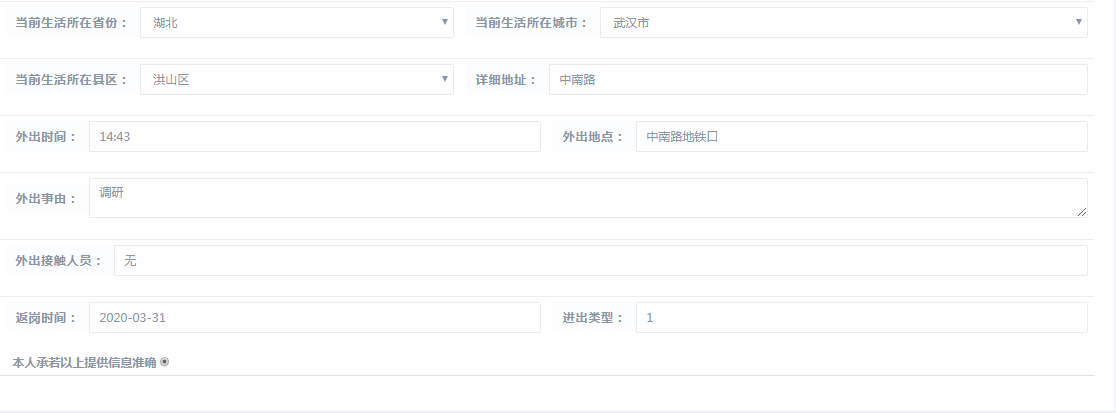 当前生活所在省份： 湖北 当前生活所在城市： 武汉市
当前生活所在县区： 洪山区 详细地址： 中南路
外出时间： 14:43 外出地点： 中南路地铁口
外出事由： 调研
外出接触人员： 无
返岗时间： 2020-03-31 进出类型： 1
本人承若以上提供信息准确